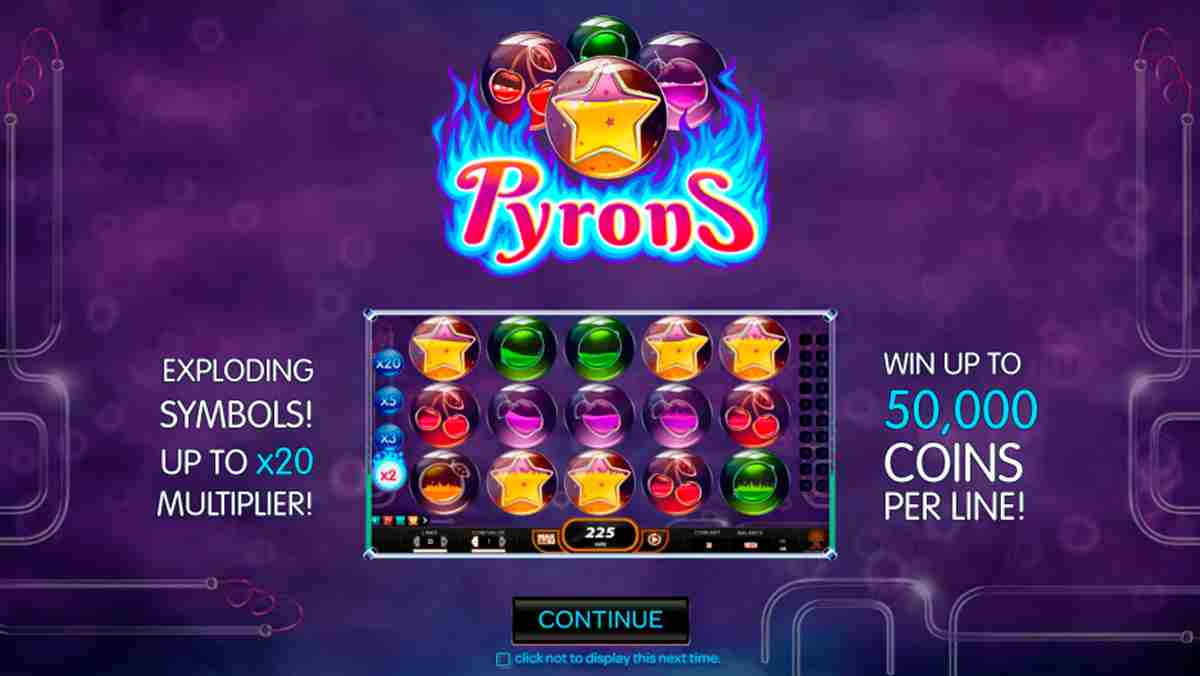 Pyrons
EXPLODING
SYMBOLS!
UP TO x20
MULTIPLIER!
x20
x5
x3
x2
225
WIN UP TO
50,000
COINS
PER LINE!
CONTINUE
click not to display this next time.